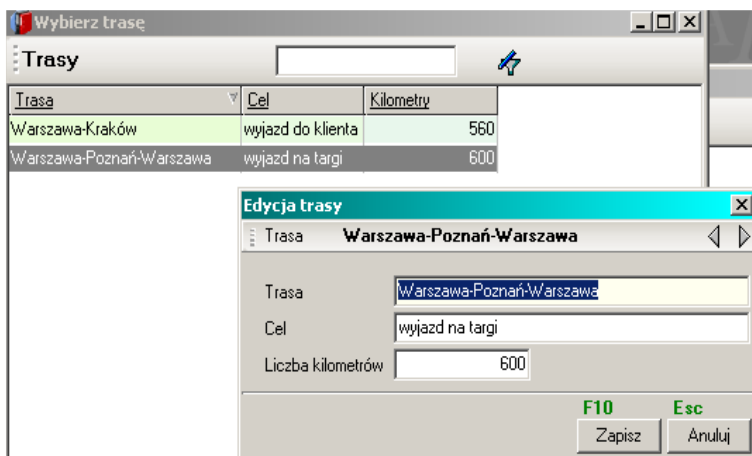 Wybierz trasę
Trasy
Trasa Cel Kilometry
Warszawa-Kraków wyjazd do klienta 560
Warszawa-Poznań-Warszawa wyjazd na targi 600
Edycja trasy
Trasa Warszawa-Poznań-Warszawa
Trasa Warszawa-Poznań-Warszawa
Cel wyjazd na targi
Liczba kilometrów 600
F10 Esc
Zapisz Anuluj